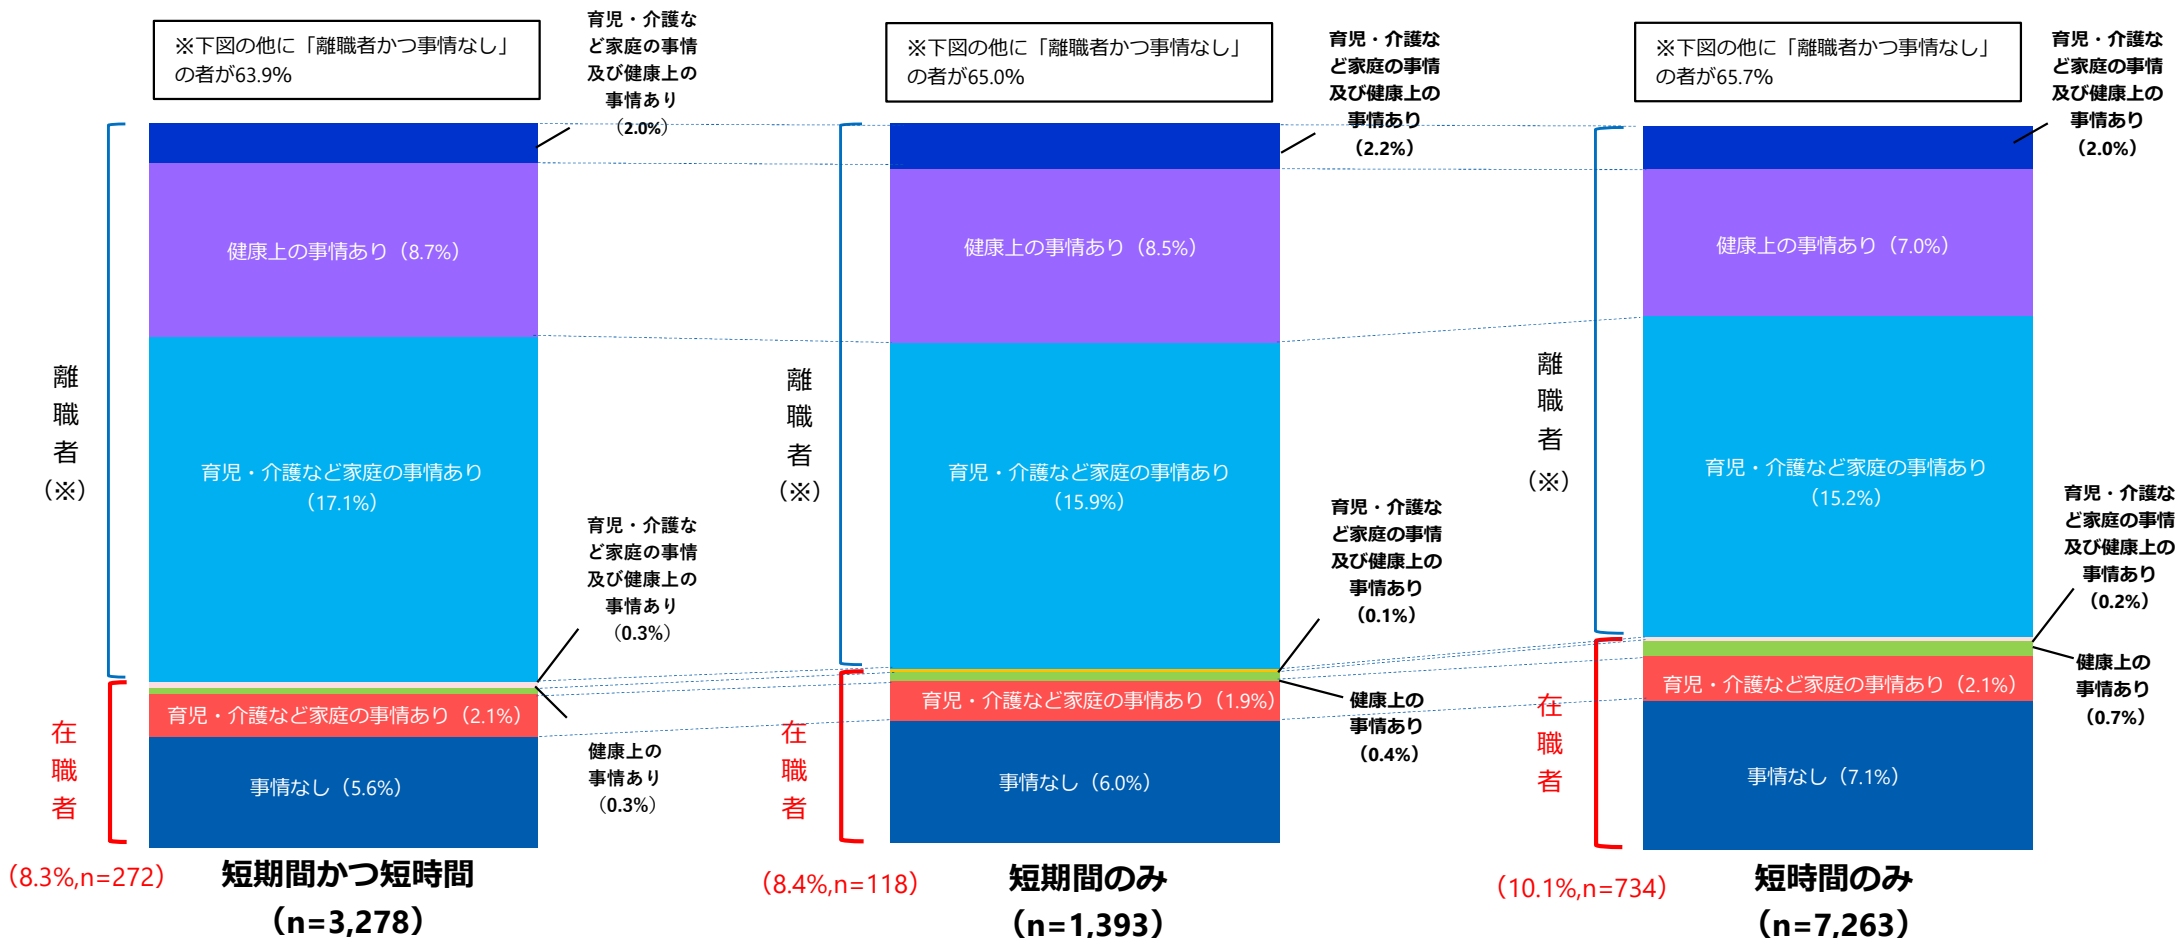 ※下図の他に「離職者かつ事情なし」
の者が63.9%
育児・介護な
ど家庭の事情
及び健康上の
事情あり
（2.0%）
健康上の事情あり（8.7%）
育児・介護など家庭の事情あり
（17.1%）
育児・介護な
ど家庭の事情
及び健康上の
事情あり
（0.3%）
育児・介護など家庭の事情あり（2.1%）
健康上の
事情あり
（0.3%）
事情なし（5.6%）
離
職
者
（※）
在
職
者
（8.3%,n=272）
短期間かつ短時間
（n=3,278）
※下図の他に「離職者かつ事情なし」
の者が65.0%
育児・介護な
ど家庭の事情
及び健康上の
事情あり
（2.2%）
健康上の事情あり（8.5%）
育児・介護など家庭の事情あり
（15.9%）
育児・介護な
ど家庭の事情
及び健康上の
事情あり
（0.1%）
育児・介護など家庭の事情あり（1.9%）
健康上の
事情あり
（0.4%）
事情なし（6.0%）
離
職
者
（※）
在
職
者
（8.4%,n=118）
短期間のみ
（n=1,393）
※下図の他に「離職者かつ事情なし」
の者が65.7%
育児・介護な
ど家庭の事情
及び健康上の
事情あり
（2.0%）
健康上の事情あり（7.0%）
育児・介護など家庭の事情あり
（15.2%）
育児・介護な
ど家庭の事情
及び健康上の
事情あり
（0.2%）
健康上の
事情あり
（0.7%）
育児・介護など家庭の事情あり（2.1%）
事情なし（7.1%）
離
職
者
（※）
在
職
者
（10.1%,n=734）
短時間のみ
（n=7,263）